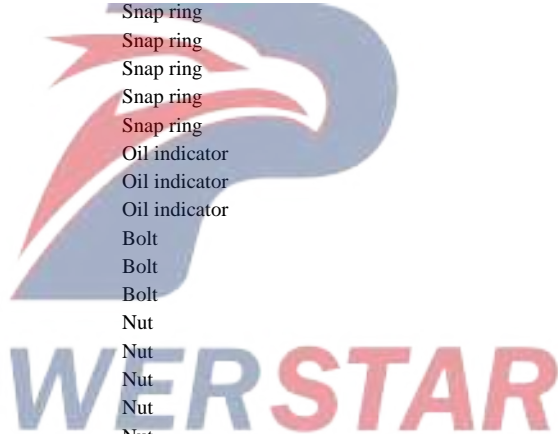 Snap ring
Snap ring
Snap ring
Snap ring
Snap ring
Oil indicator
Oil indicator
Oil indicator
Bolt
Bolt
Bolt
Nut
Nut
Nut
Nut
Nut
WERSTAR